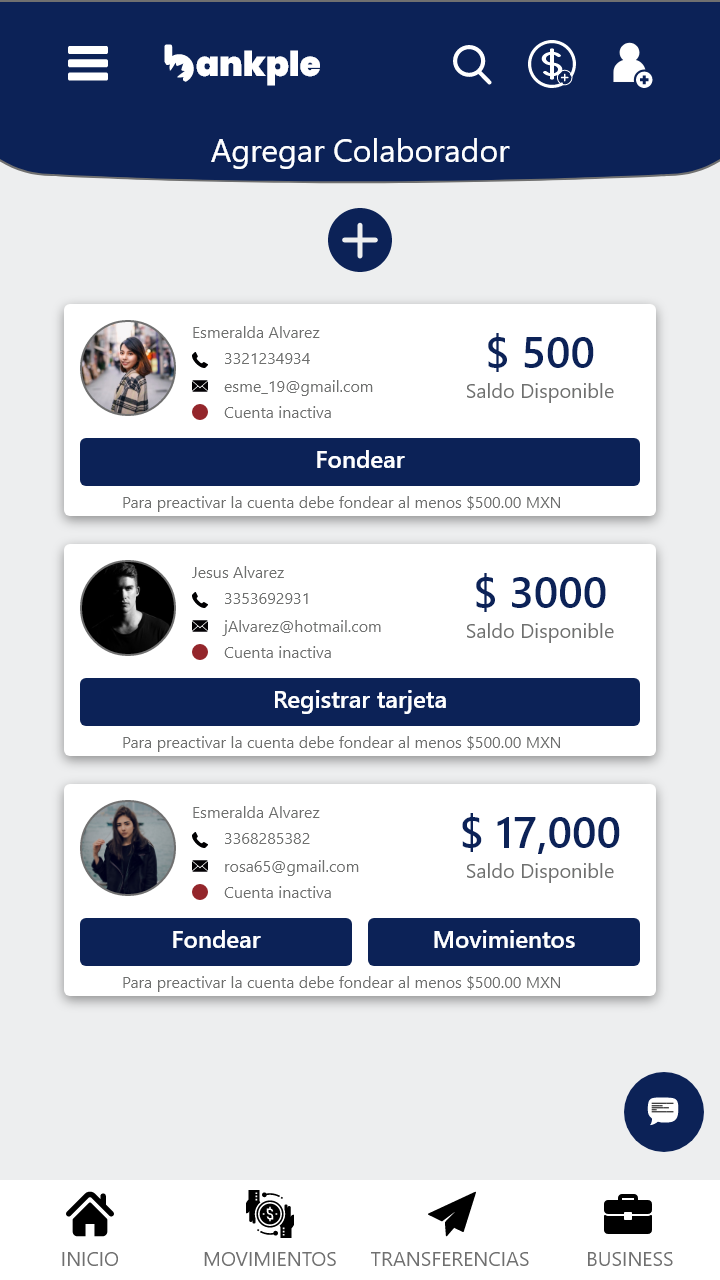 bankple
Agregar Colaborador
Esmeralda Alvarez
3321234934
esme_19@gmail.com
Cuenta inactiva
$ 500
Saldo Disponible
Fondear
Para preactivar la cuenta debe fondear al menos $500.00 MXN
Jesus Alvarez
3353692931
jAlvarez@hotmail.com
Cuenta inactiva
$ 3000
Saldo Disponible
Registrar tarjeta
Para preactivar la cuenta debe fondear al menos $500.00 MXN
Esmeralda Alvarez
3368285382
rosa65@gmail.com
Cuenta inactiva
$ 17,000
Saldo Disponible
Fondear Movimientos
Para preactivar la cuenta debe fondear al menos $500.00 MXN
INICIO MOVIMIENTOS TRANSFERENCIAS BUSINESS